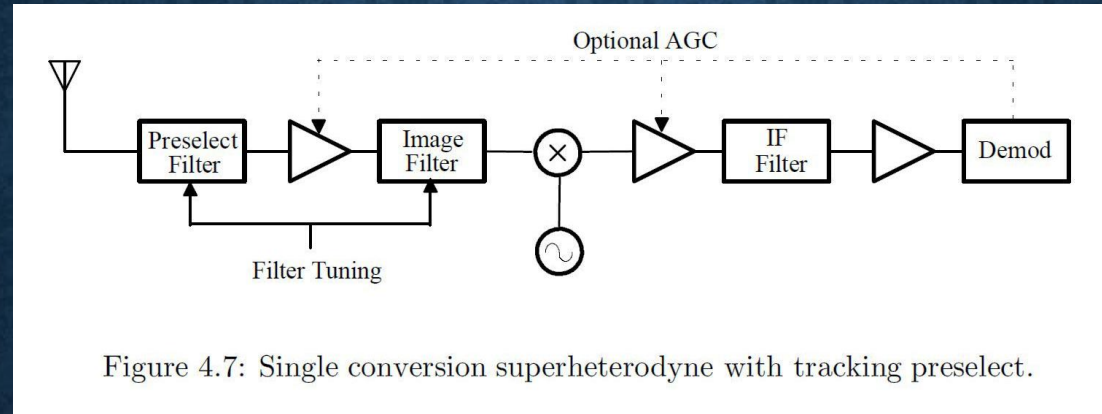 Optional AGC
Preselect
Filter
Image
Filter
IF
Filter
Demod
Filter Tuning
Figure 4.7: Single conversion superheterodyne with tracking preselect.